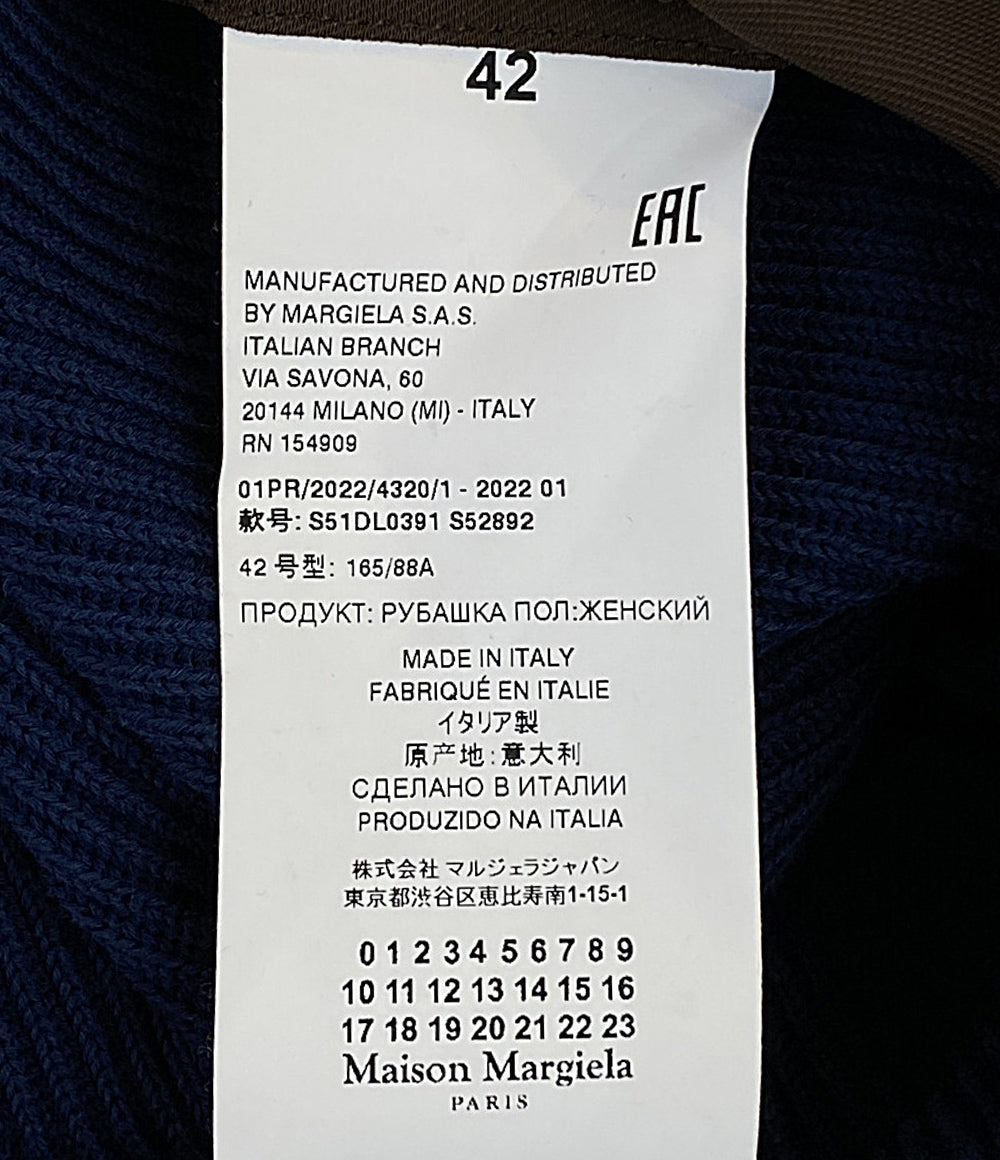 42
EAC
MANUFACTURED AND DISTRIBUTED
BY MARGIELA S.A.S.
ITALIAN BRANCH
VIA SAVONA, 60
20144 MILANO (MI) - ITALY
RN 154909
01PR/2022/4320/1 - 2022 01
款号: S51DL0391 S52892
42 号型: 165/88A
ПРОДУКТ: РУБАШКА ПОЛ:ЖЕНСКИЙ
MADE IN ITALY
FABRIQUÉ EN ITALIE
イタリア製
原产地:意大利
СДЕЛАНО В ИТАЛИИ
PRODUZIDO NA ITALIA
株式会社 マルジェラジャパン
東京都渋谷区恵比寿南1-15-1
0 1 2 3 4 5 6 7 8 9
10 11 12 13 14 15 16
17 18 19 20 21 22 23
Maison Margiela
PARIS